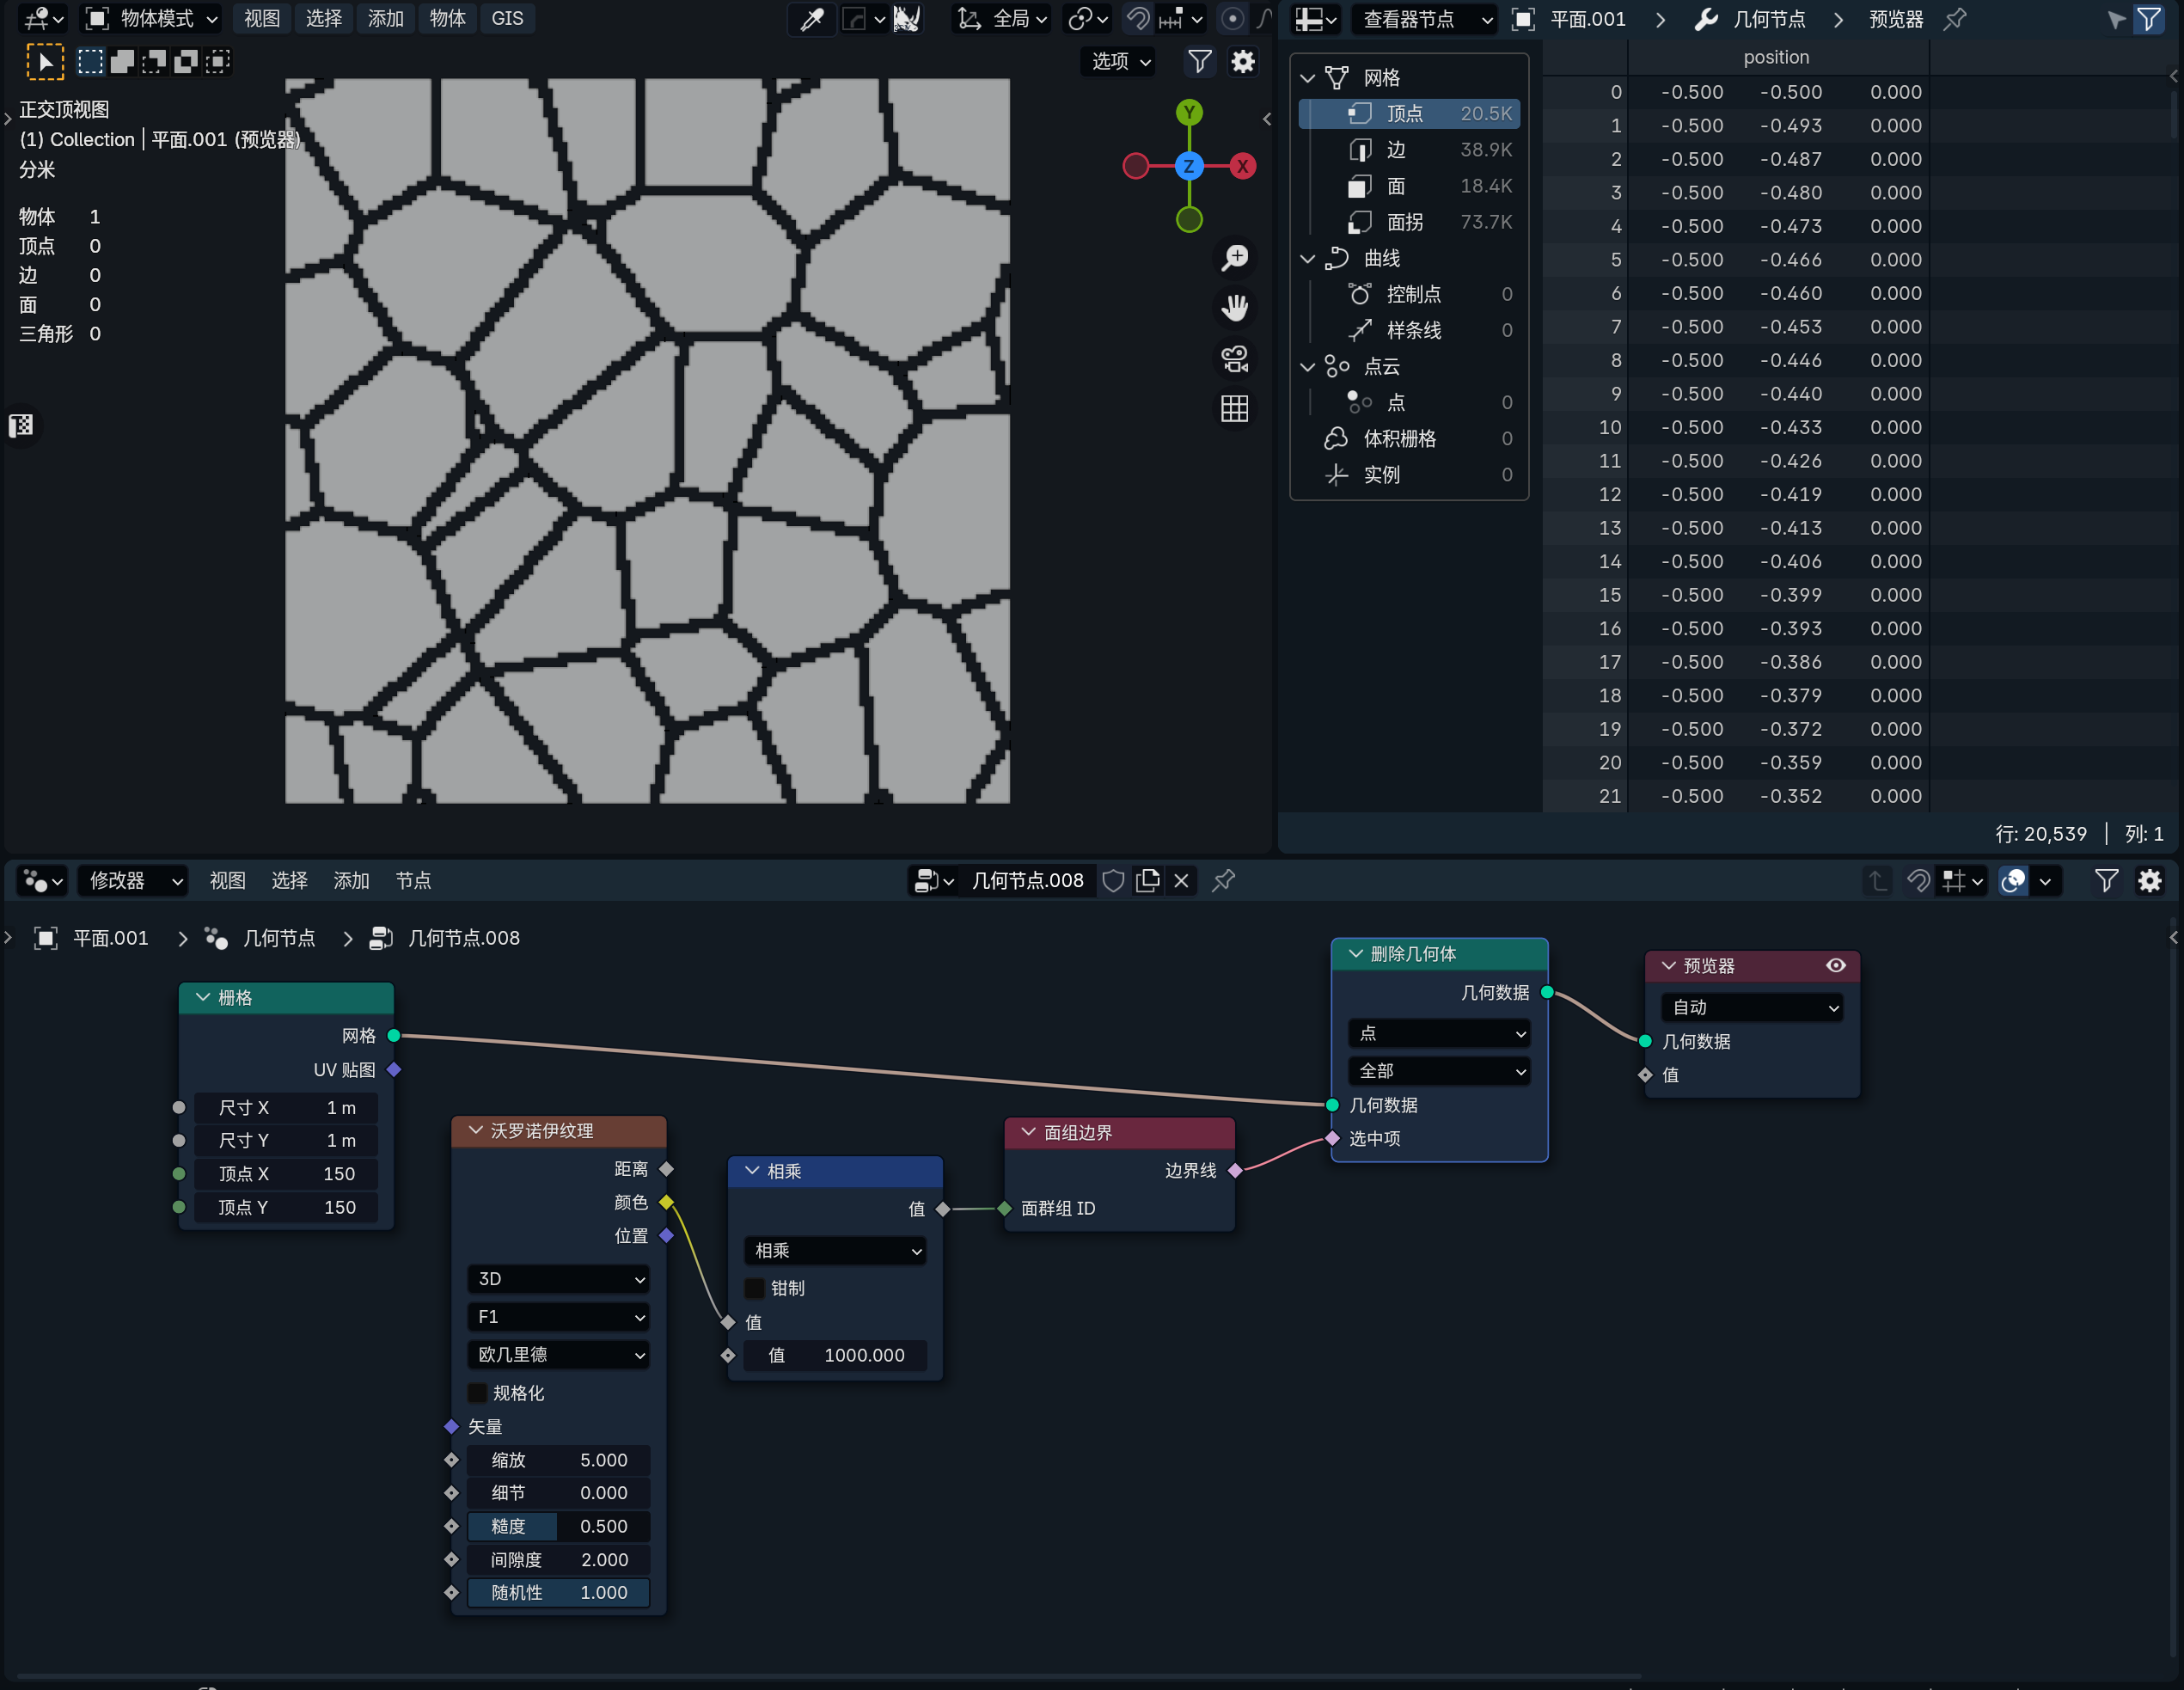 物体模式 视图 选择 添加 物体 GIS 全局
选项
正交顶视图
(1) Collection | 平面.001 (预览器)
分米
物体 1
顶点 0
边 0
面 0
三角形 0
Y
Z X
查看器节点 平面.001 几何节点 预览器
网格
顶点 20.5K
边 38.9K
面 18.4K
面拐 73.7K
曲线
控制点 0
样条线 0
点云
点 0
体积栅格 0
实例 0
position
0 -0.500 -0.500 0.000
1 -0.500 -0.493 0.000
2 -0.500 -0.487 0.000
3 -0.500 -0.480 0.000
4 -0.500 -0.473 0.000
5 -0.500 -0.466 0.000
6 -0.500 -0.460 0.000
7 -0.500 -0.453 0.000
8 -0.500 -0.446 0.000
9 -0.500 -0.440 0.000
10 -0.500 -0.433 0.000
11 -0.500 -0.426 0.000
12 -0.500 -0.419 0.000
13 -0.500 -0.413 0.000
14 -0.500 -0.406 0.000
15 -0.500 -0.399 0.000
16 -0.500 -0.393 0.000
17 -0.500 -0.386 0.000
18 -0.500 -0.379 0.000
19 -0.500 -0.372 0.000
20 -0.500 -0.359 0.000
21 -0.500 -0.352 0.000
行: 20,539 | 列: 1
修改器 视图 选择 添加 节点 几何节点.008
平面.001 几何节点 几何节点.008
栅格
网格
UV 贴图
尺寸 X 1 m
尺寸 Y 1 m
顶点 X 150
顶点 Y 150
沃罗诺伊纹理
距离
颜色
位置
3D
F1
欧几里德
规格化
矢量
缩放 5.000
细节 0.000
糙度 0.500
间隙度 2.000
随机性 1.000
相乘
值
相乘
钳制
值
值 1000.000
面组边界
边界线
面群组 ID
删除几何体
几何数据
点
全部
几何数据
选中项
预览器
自动
几何数据
值